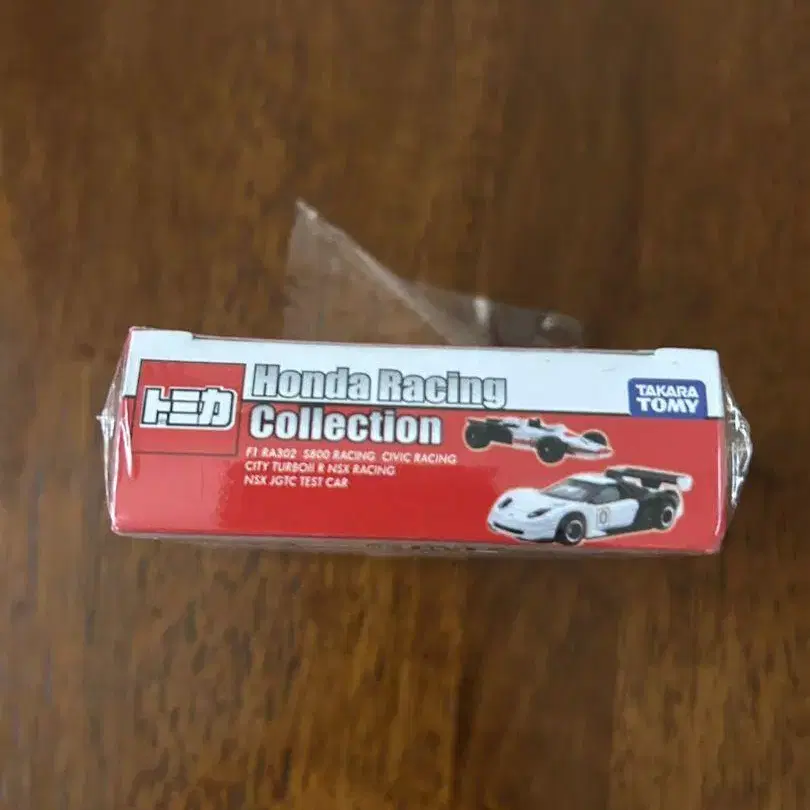 トミカ
Honda Racing
Collection
F1 RA302 S800 RACING CIVIC RACING
CITY TURBOII R NSX RACING
NSX JGTC TEST CAR
TAKARA
TOMY
0